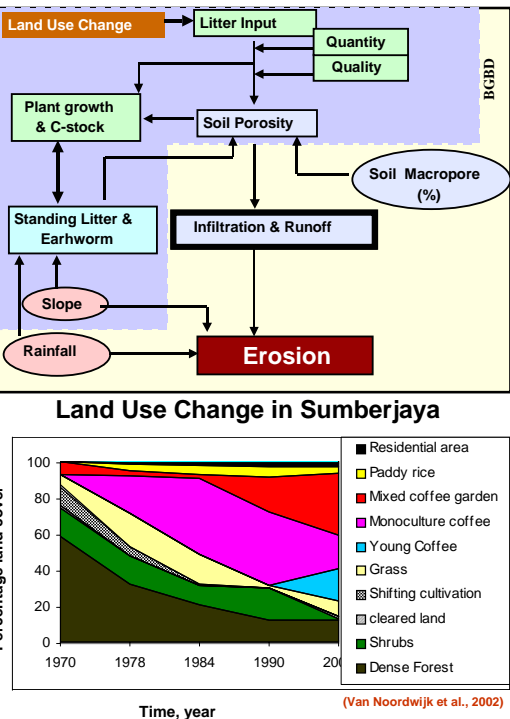 Land Use Change
Litter Input
Quantity
Quality
BGBD
Plant growth
& C-stock
Soil Porosity
Soil Macropore
(%)
Standing Litter &
Earhworm
Infiltration & Runoff
Slope
Rainfall
Erosion
Land Use Change in Sumberjaya
100
80
60
40
20
0
1970
1978
1984
1990
Time, year
Residential area
Paddy rice
Mixed coffee garden
Monoculture coffee
Young Coffee
Grass
Shifting cultivation
cleared land
Shrubs
Dense Forest
(Van Noordwijk et al., 2002)